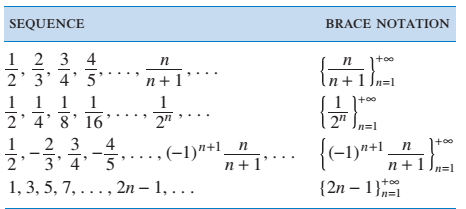 SEQUENCE BRACE NOTATION
1/2, 2/3, 3/4, 4/5, . . . , n/(n + 1), . . . {n/(n + 1)}_{n=1}^{+∞}
1/2, 1/4, 1/8, 1/16, . . . , 1/2^n, . . . {1/2^n}_{n=1}^{+∞}
1/2, −2/3, 3/4, −4/5, . . . , (−1)^{n+1} n/(n + 1), . . . {(−1)^{n+1} n/(n + 1)}_{n=1}^{+∞}
1, 3, 5, 7, . . . , 2n − 1, . . . {2n − 1}_{n=1}^{+∞}